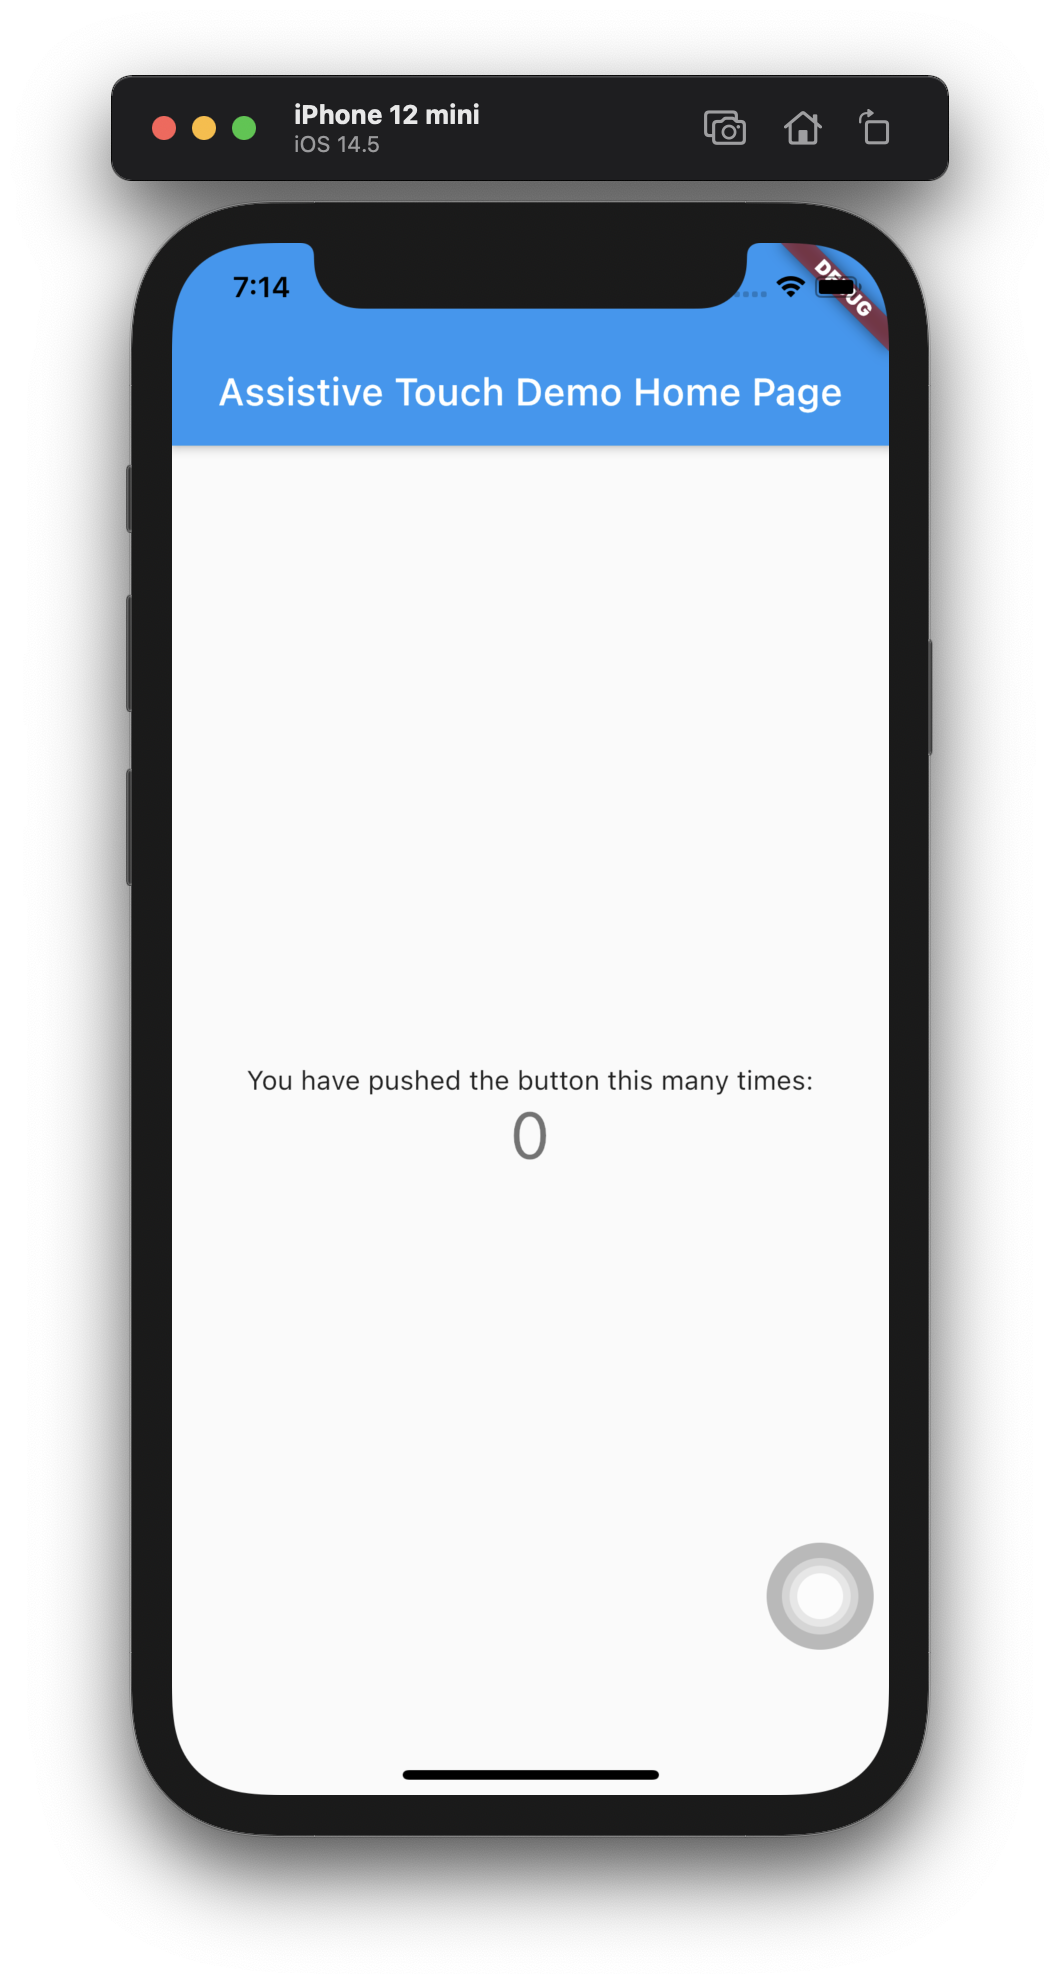 iPhone 12 mini
iOS 14.5
7:14
DEBUG
Assistive Touch Demo Home Page
You have pushed the button this many times:
0